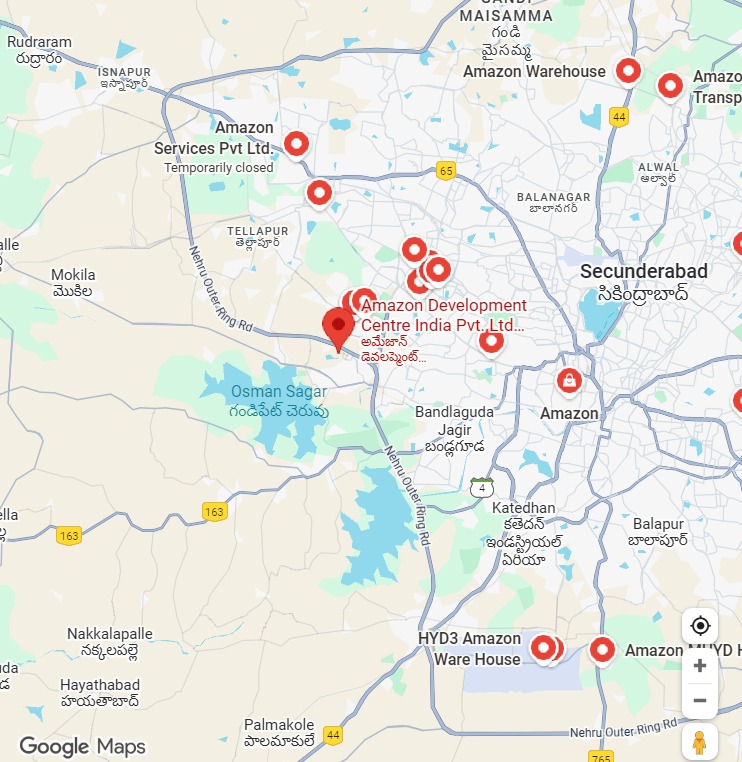 GANDI
MAISAMMA
గండి
మైసమ్మ
Rudraram
రుద్రారం
ISNAPUR
ఇస్నాపూర్
Amazon Warehouse
Amazo
Transp
44
Amazon
Services Pvt Ltd.
Temporarily closed
65
ALWAL
ఆల్వాల్
BALANAGAR
బాలానగర్
TELLAPUR
తెల్లాపూర్
alle
Mokila
మొకిల
Nehru Outer Ring Rd
Secunderabad
సికింద్రాబాద్
Amazon Development
Centre India Pvt. Ltd...
అమేజాన్
డెవలప్మెంట్...
Osman Sagar
గండిపేట్ చెరువు
Amazon
Bandlaguda
Jagir
బండ్లగూడ
Nehru Outer Ring Rd
4
163
163
ella
Katedhan
కతేదన్
ఇండస్ట్రియల్
ఏరియా
Balapur
బాలాపూర్
Nakkalapalle
నక్కలపల్లె
HYD3 Amazon
Ware House
Amazon M
HYD H
uda
డ
Hayathabad
హయతాబాద్
Palmakole
పాలమాకులే
44
Nehru Outer Ring Rd
765
Google Maps